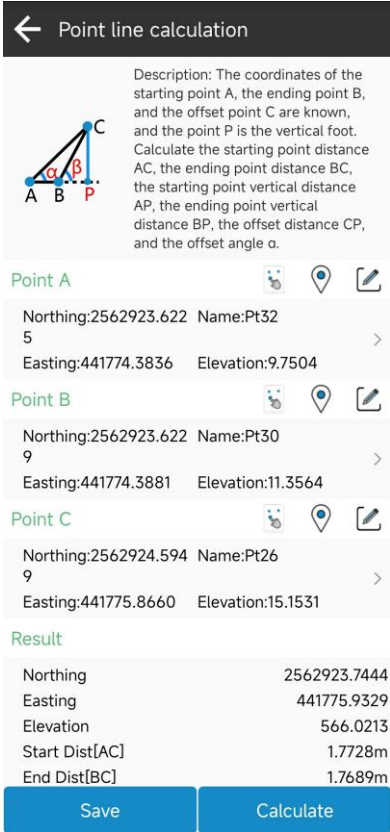 Point line calculation
Description: The coordinates of the
starting point A, the ending point B,
and the offset point C are known,
and the point P is the vertical foot.
Calculate the starting point distance
AC, the ending point distance BC,
the starting point vertical distance
AP, the ending point vertical
distance BP, the offset distance CP,
and the offset angle α.
C
α β
A B P
Point A
Northing:2562923.622 Name:Pt32
5
Easting:441774.3836 Elevation:9.7504
Point B
Northing:2562923.622 Name:Pt30
9
Easting:441774.3881 Elevation:11.3564
Point C
Northing:2562924.594 Name:Pt26
9
Easting:441775.8660 Elevation:15.1531
Result
Northing 2562923.7444
Easting 441775.9329
Elevation 566.0213
Start Dist[AC] 1.7728m
End Dist[BC] 1.7689m
Save Calculate